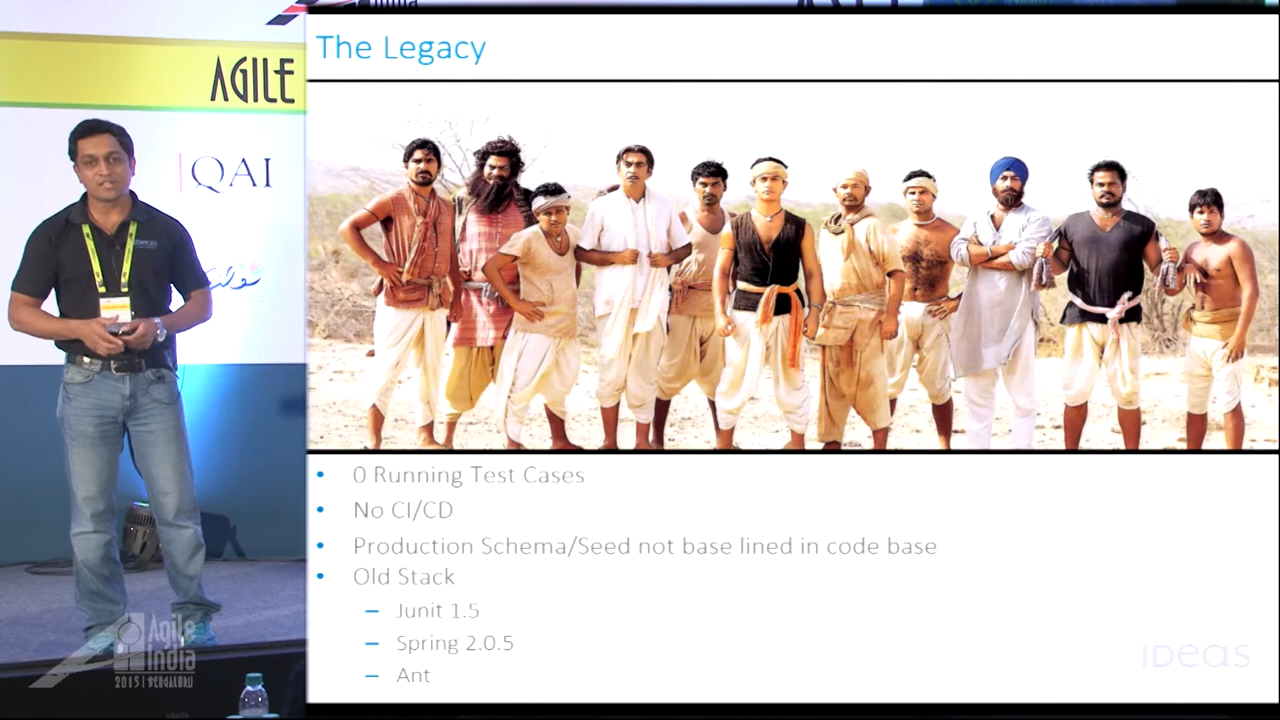 The Legacy
AGILE
QAI
• 0 Running Test Cases
• No CI/CD
• Production Schema/Seed not base lined in code base
• Old Stack
– Junit 1.5
– Spring 2.0.5
– Ant
ideas
Agile
India
2015 | BENGALURU